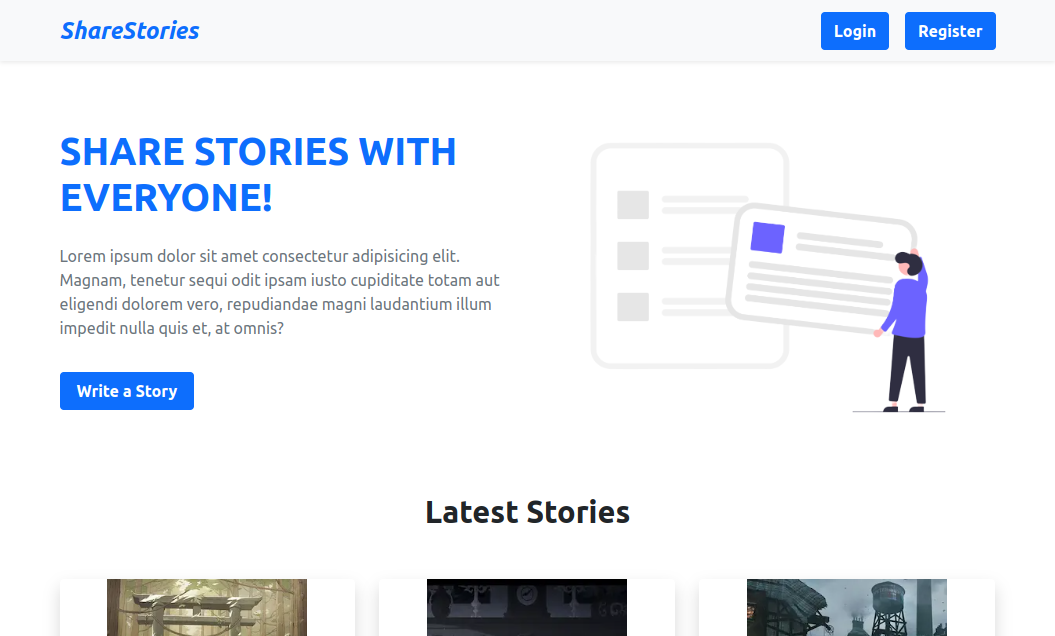 ShareStories
Login
Register
SHARE STORIES WITH
EVERYONE!
Lorem ipsum dolor sit amet consectetur adipisicing elit.
Magnam, tenetur sequi odit ipsam iusto cupiditate totam aut
eligendi dolorem vero, repudiandae magni laudantium illum
impedit nulla quis et, at omnis?
Write a Story
Latest Stories